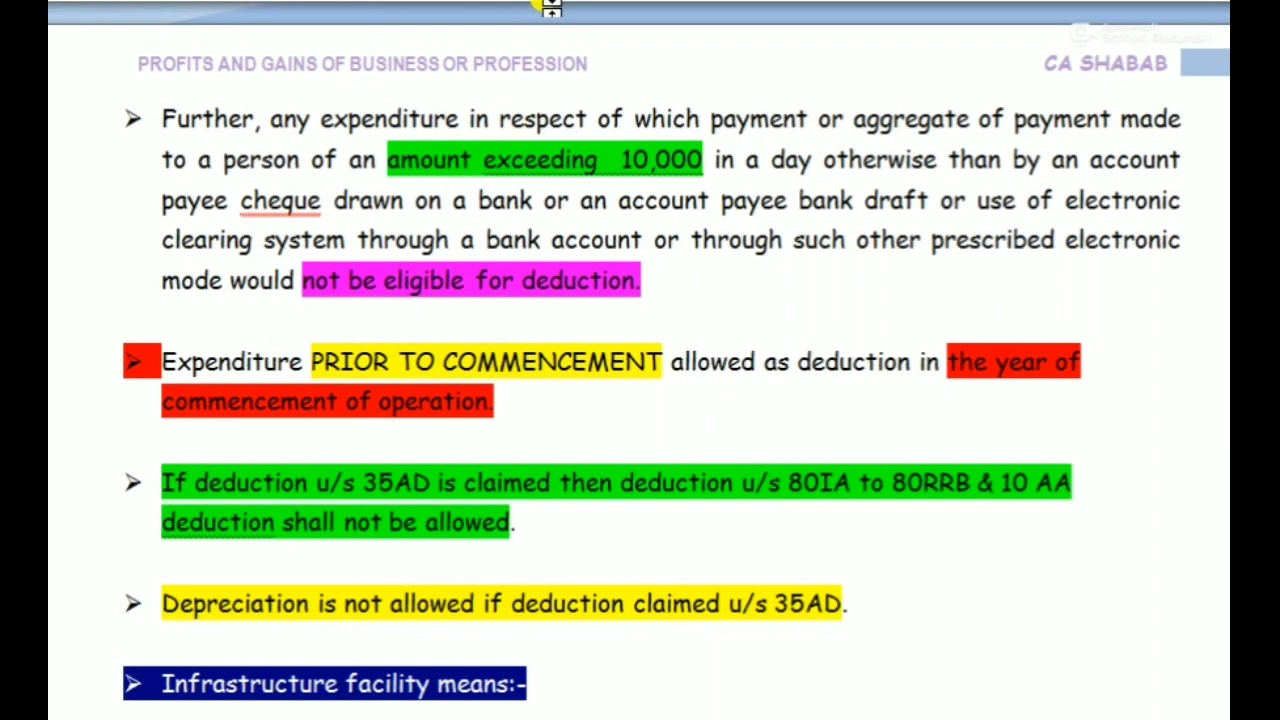 PROFITS AND GAINS OF BUSINESS OR PROFESSION CA SHABAB
➢ Further, any expenditure in respect of which payment or aggregate of payment made
to a person of an amount exceeding 10,000 in a day otherwise than by an account
payee cheque drawn on a bank or an account payee bank draft or use of electronic
clearing system through a bank account or through such other prescribed electronic
mode would not be eligible for deduction.
➢ Expenditure PRIOR TO COMMENCEMENT allowed as deduction in the year of
commencement of operation.
➢ If deduction u/s 35AD is claimed then deduction u/s 80IA to 80RRB & 10 AA
deduction shall not be allowed.
➢ Depreciation is not allowed if deduction claimed u/s 35AD.
➢ Infrastructure facility means:-